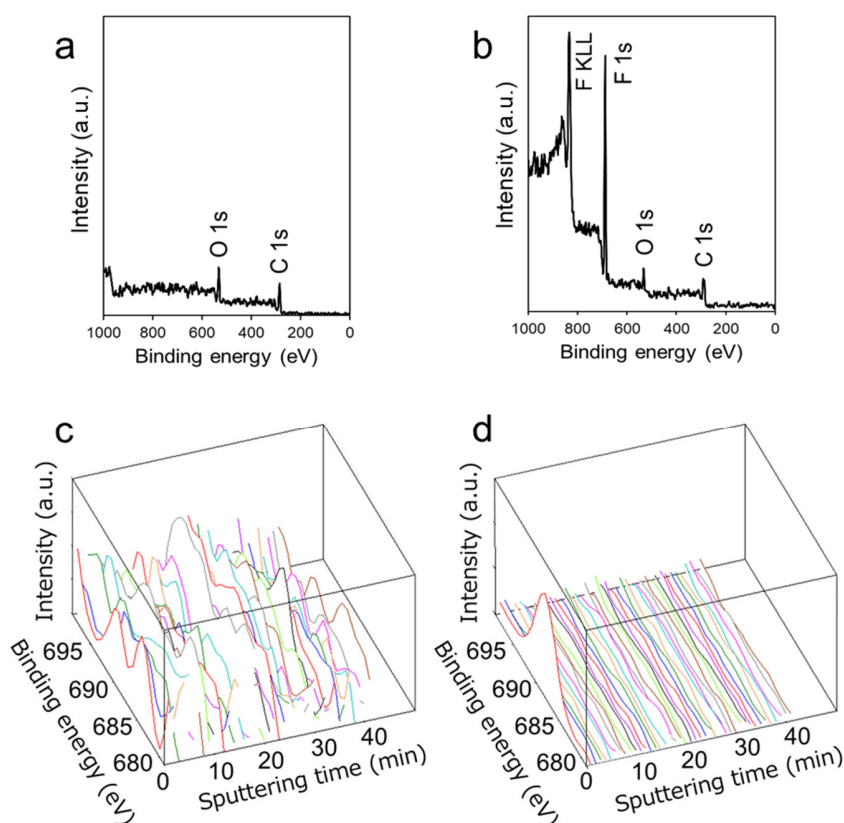 a
Intensity (a.u.)
O 1s
C 1s
1000 800 600 400 200 0
Binding energy (eV)
b
Intensity (a.u.)
F KLL
F 1s
O 1s
C 1s
1000 800 600 400 200 0
Binding energy (eV)
c
Intensity (a.u.)
695
690
685
680
Binding energy (eV)
0 10 20 30 40
Sputtering time (min)
d
Intensity (a.u.)
695
690
685
680
Binding energy (eV)
0 10 20 30 40
Sputtering time (min)